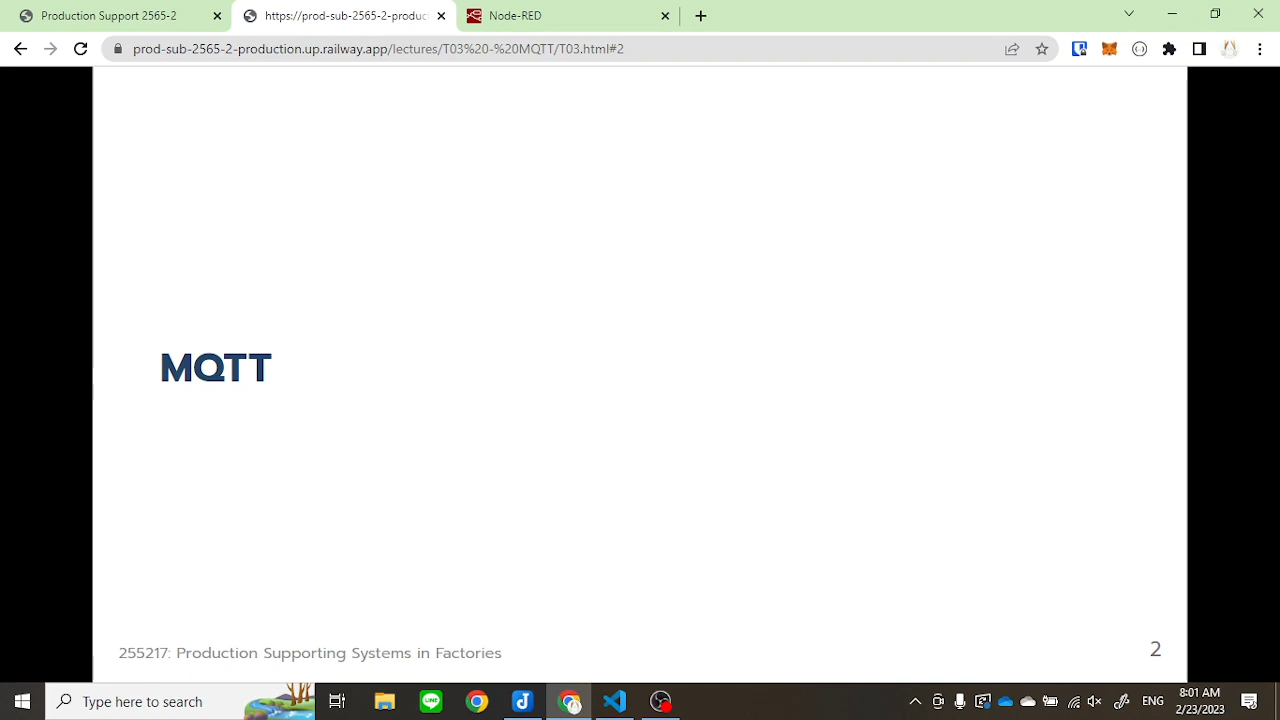 Production Support 2565-2
https://prod-sub-2565-2-produc
Node-RED
prod-sub-2565-2-production.up.railway.app/lectures/T03%20-%20MQTT/T03.html#2
MQTT
255217: Production Supporting Systems in Factories
2
Type here to search
LINE
ENG
8:01 AM
2/23/2023